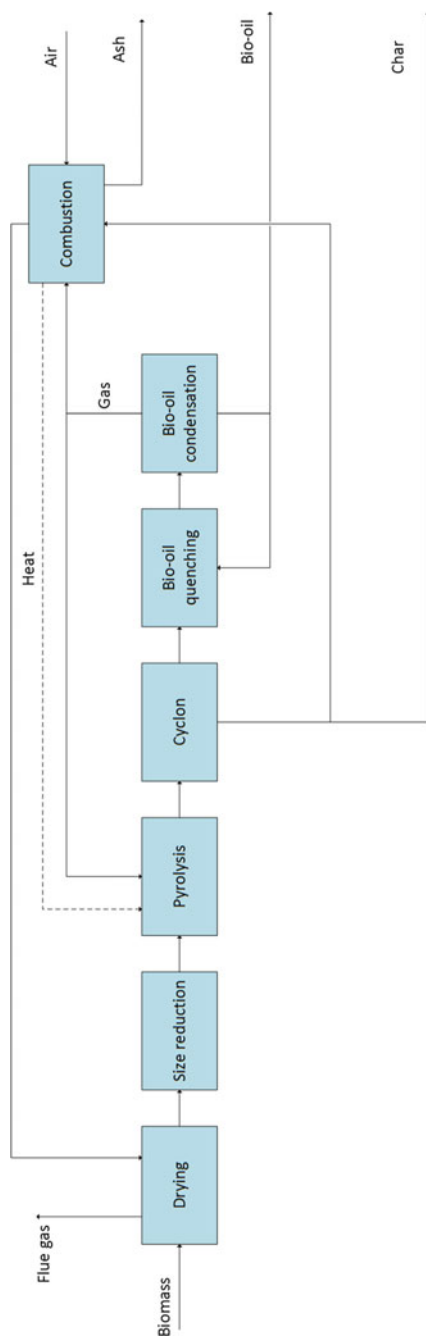 Air
Ash
Bio-oil
Char
Combustion
Heat
Gas
Bio-oil
condensation
Bio-oil
quenching
Cyclon
Pyrolysis
Size reduction
Drying
Flue gas
Biomass